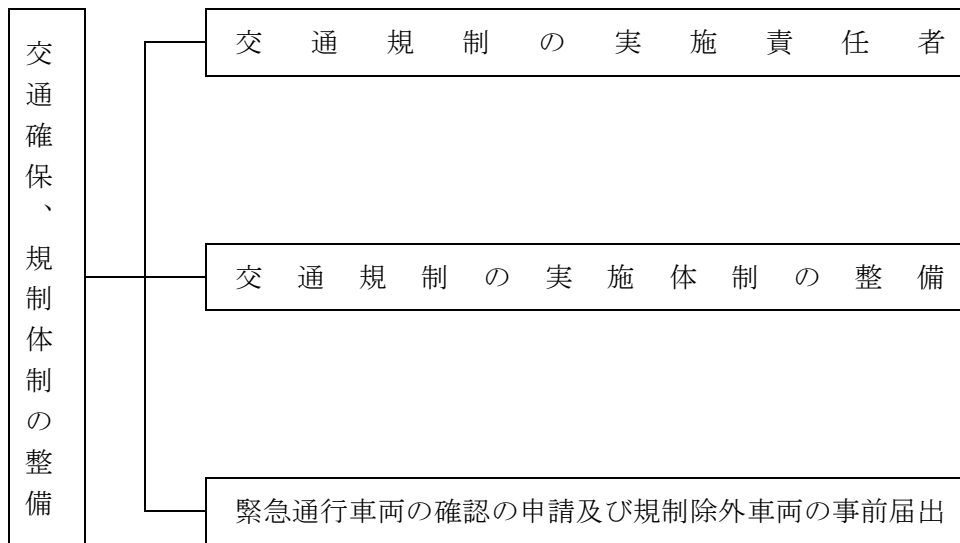 交通確保、規制体制の整備
交通規制の実施責任者
交通規制の実施体制の整備
緊急通行車両の確認の申請及び規制除外車両の事前届出